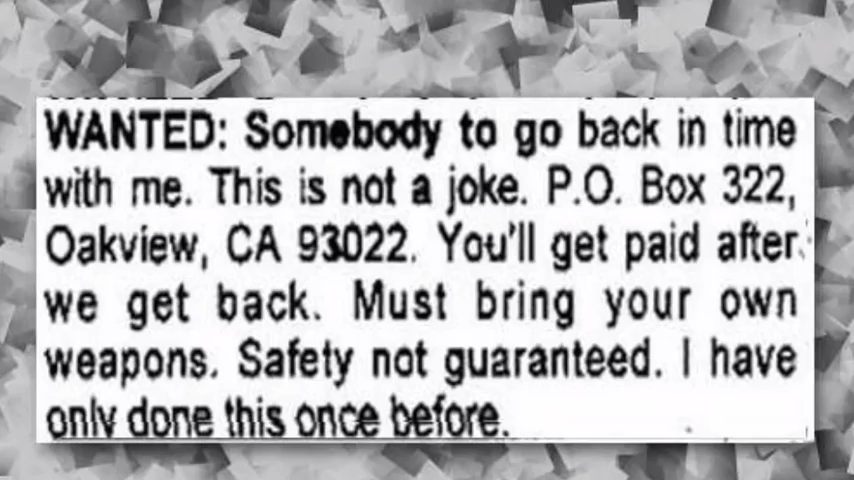 WANTED: Somebody to go back in time
with me. This is not a joke. P.O. Box 322,
Oakview, CA 93022. You'll get paid after
we get back. Must bring your own
weapons. Safety not guaranteed. I have
only done this once before.